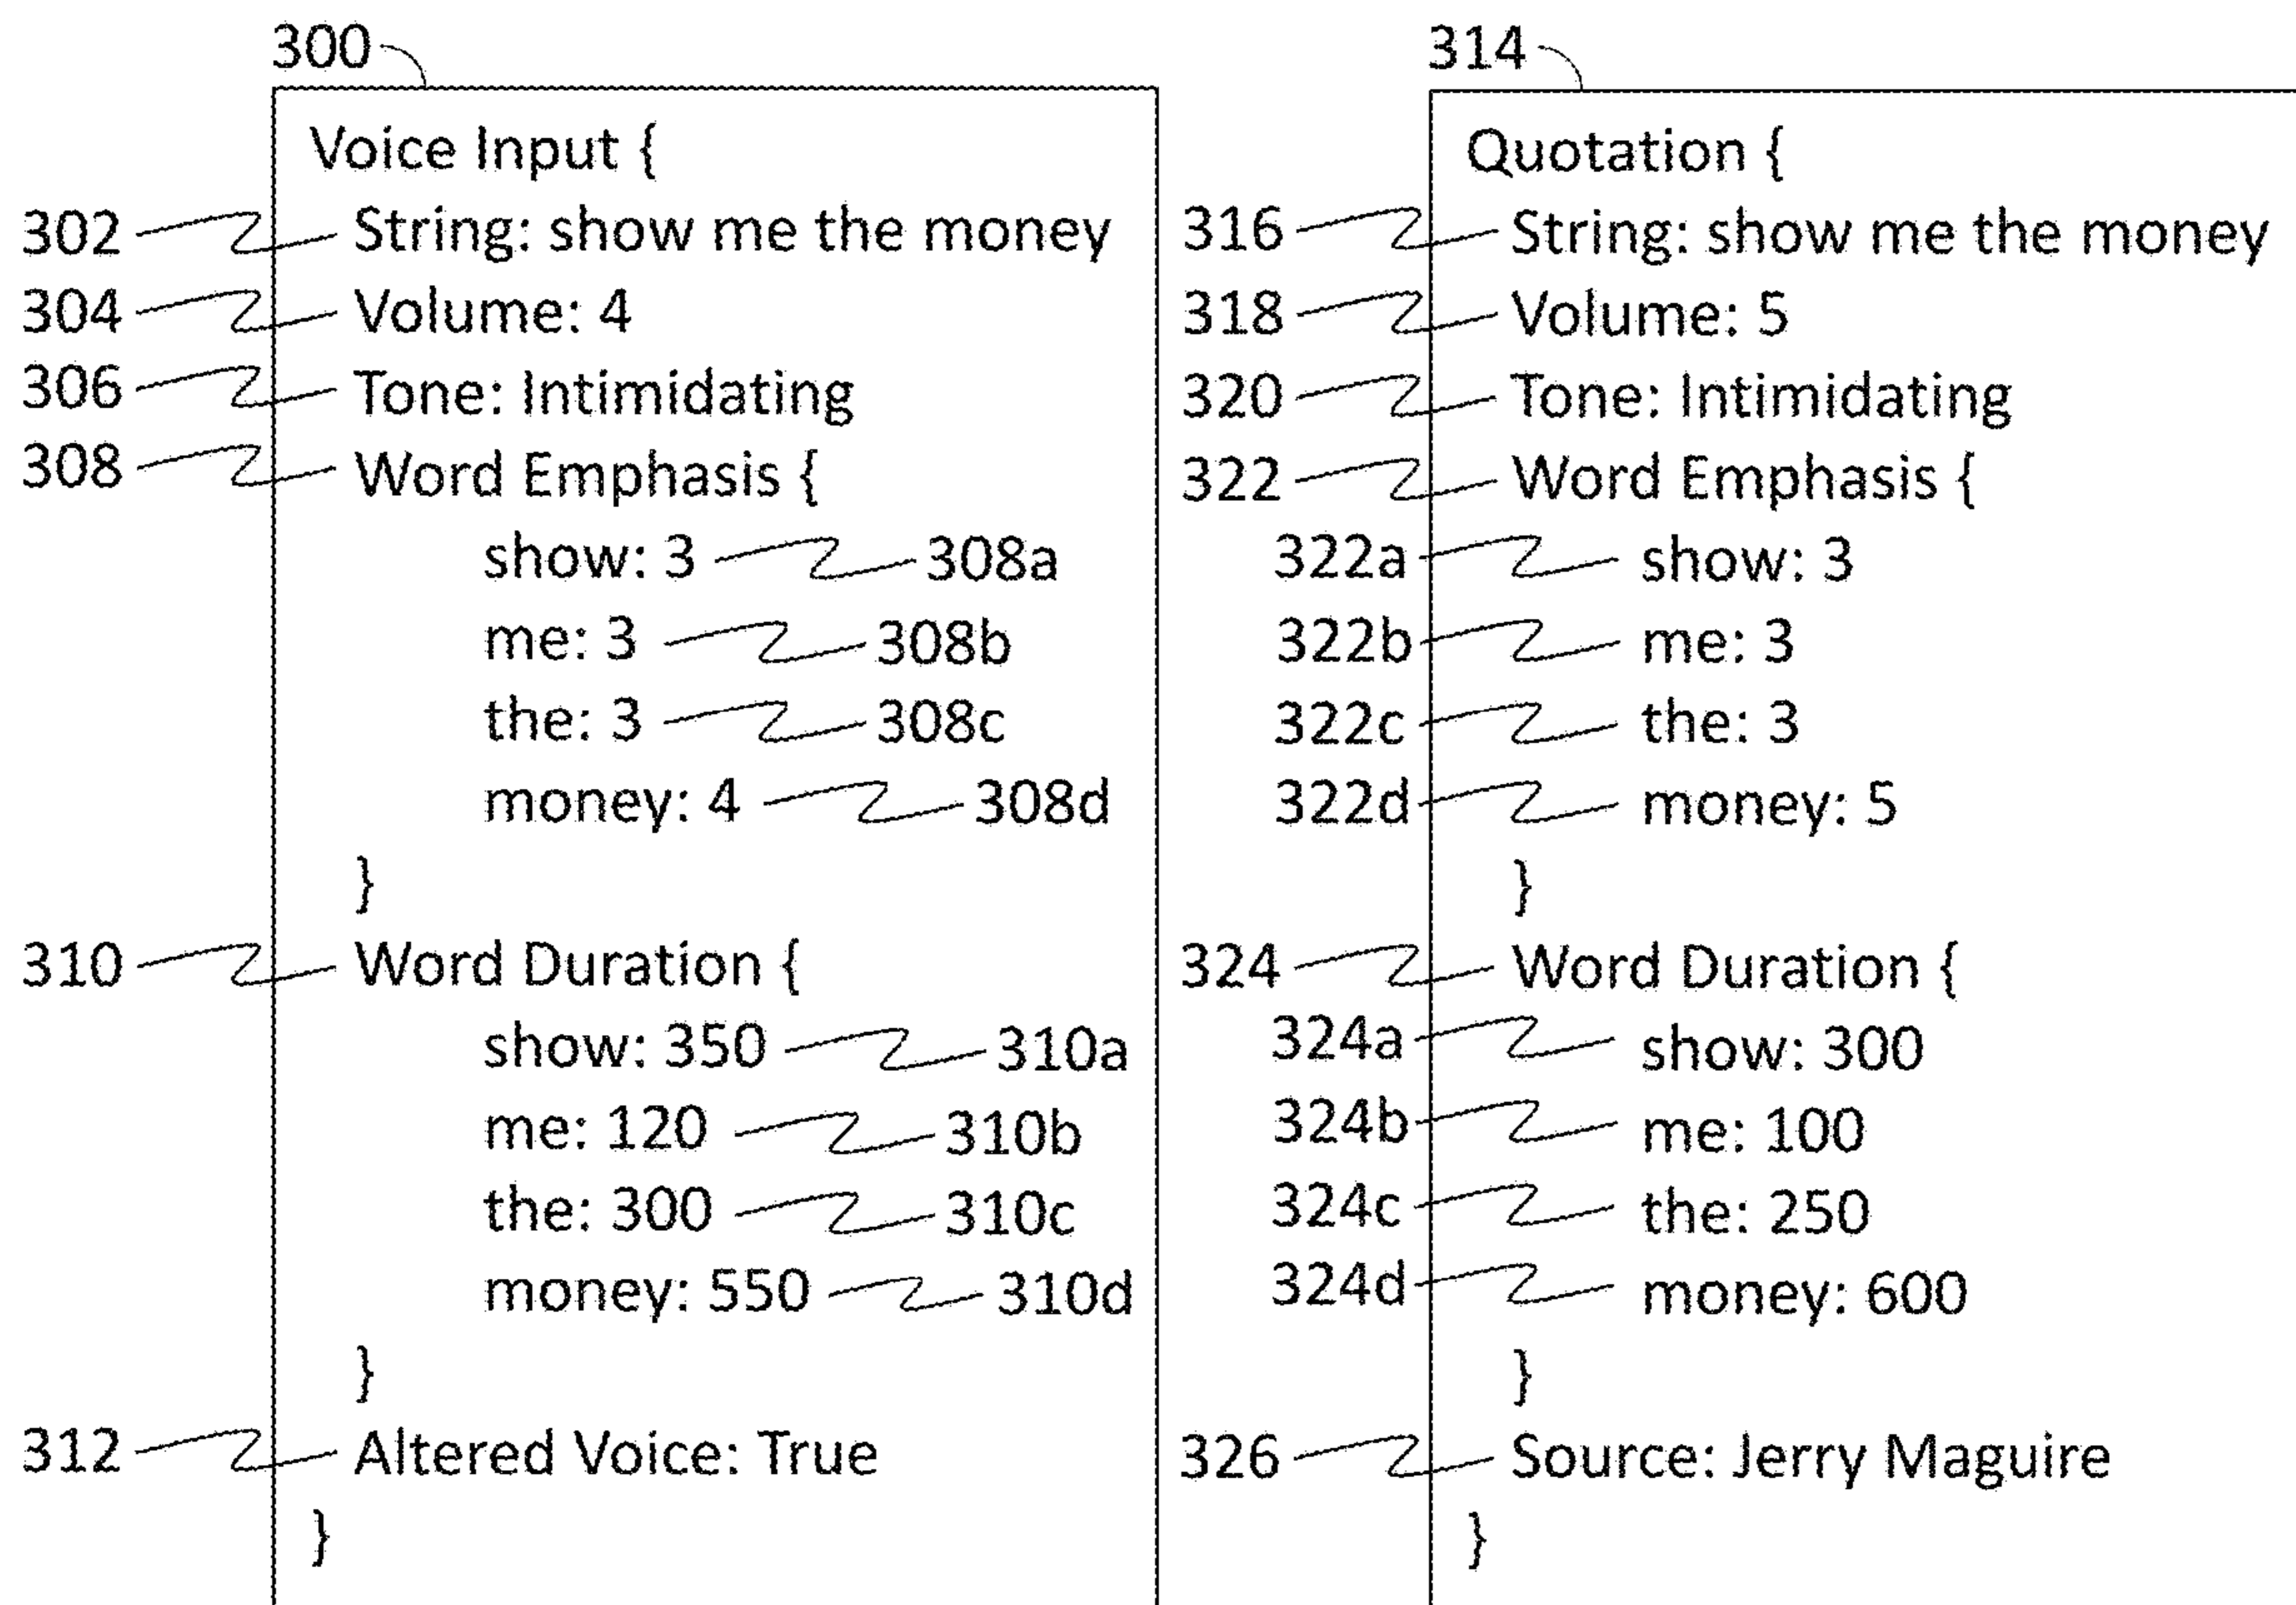 300
Voice Input {
302 String: show me the money
304 Volume: 4
306 Tone: Intimidating
308 Word Emphasis {
show: 3 308a
me: 3 308b
the: 3 308c
money: 4 308d
}
310 Word Duration {
show: 350 310a
me: 120 310b
the: 300 310c
money: 550 310d
}
312 Altered Voice: True
}
314
Quotation {
316 String: show me the money
318 Volume: 5
320 Tone: Intimidating
322 Word Emphasis {
322a show: 3
322b me: 3
322c the: 3
322d money: 5
}
324 Word Duration {
324a show: 300
324b me: 100
324c the: 250
324d money: 600
}
326 Source: Jerry Maguire
}